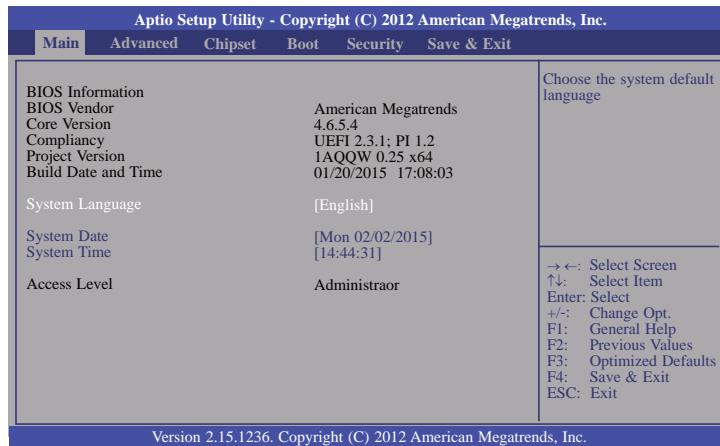 Aptio Setup Utility - Copyright (C) 2012 American Megatrends, Inc.
Main Advanced Chipset Boot Security Save & Exit
BIOS Information
BIOS Vendor American Megatrends
Core Version 4.6.5.4
Compliancy UEFI 2.3.1; PI 1.2
Project Version 1AQQW 0.25 x64
Build Date and Time 01/20/2015 17:08:03
System Language [English]
System Date [Mon 02/02/2015]
System Time [14:44:31]
Access Level Administraor
Choose the system default
language
→←: Select Screen
↑↓: Select Item
Enter: Select
+/-: Change Opt.
F1: General Help
F2: Previous Values
F3: Optimized Defaults
F4: Save & Exit
ESC: Exit
Version 2.15.1236. Copyright (C) 2012 American Megatrends, Inc.